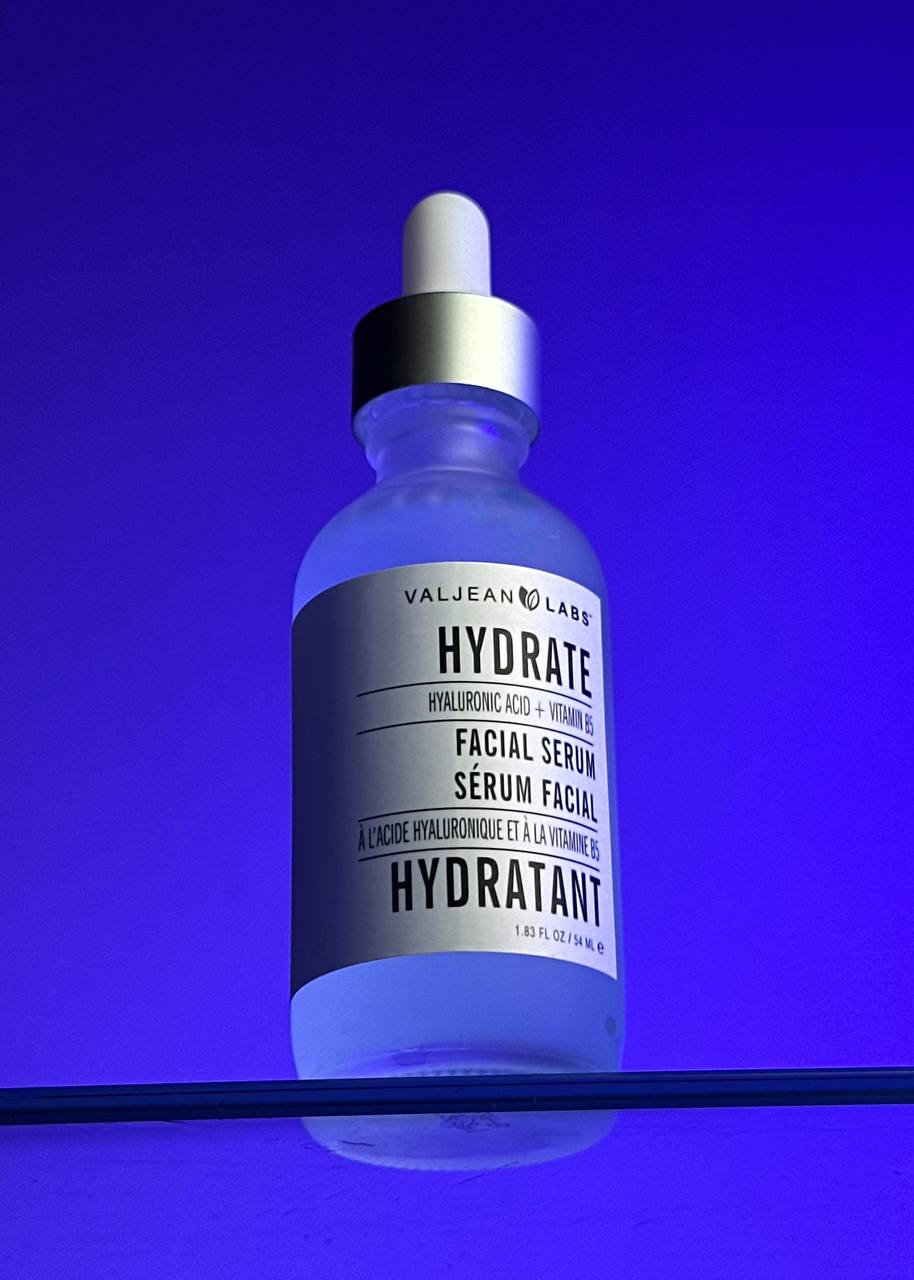 VALJEAN LABS™
HYDRATE
HYALURONIC ACID + VITAMIN B5
FACIAL SERUM
SÉRUM FACIAL
À L'ACIDE HYALURONIQUE ET À LA VITAMINE B5
HYDRATANT
1.83 FL OZ / 54 ML ℮